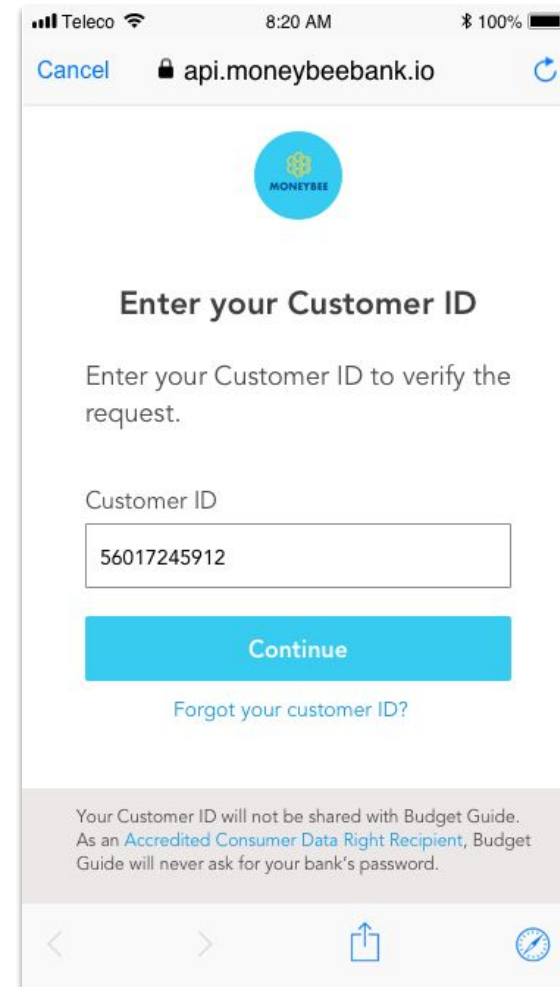 Teleco 8:20 AM 100%
Cancel api.moneybeebank.io
MONEYBEE
Enter your Customer ID
Enter your Customer ID to verify the
request.
Customer ID
56017245912
Continue
Forgot your customer ID?
Your Customer ID will not be shared with Budget Guide.
As an Accredited Consumer Data Right Recipient, Budget
Guide will never ask for your bank's password.